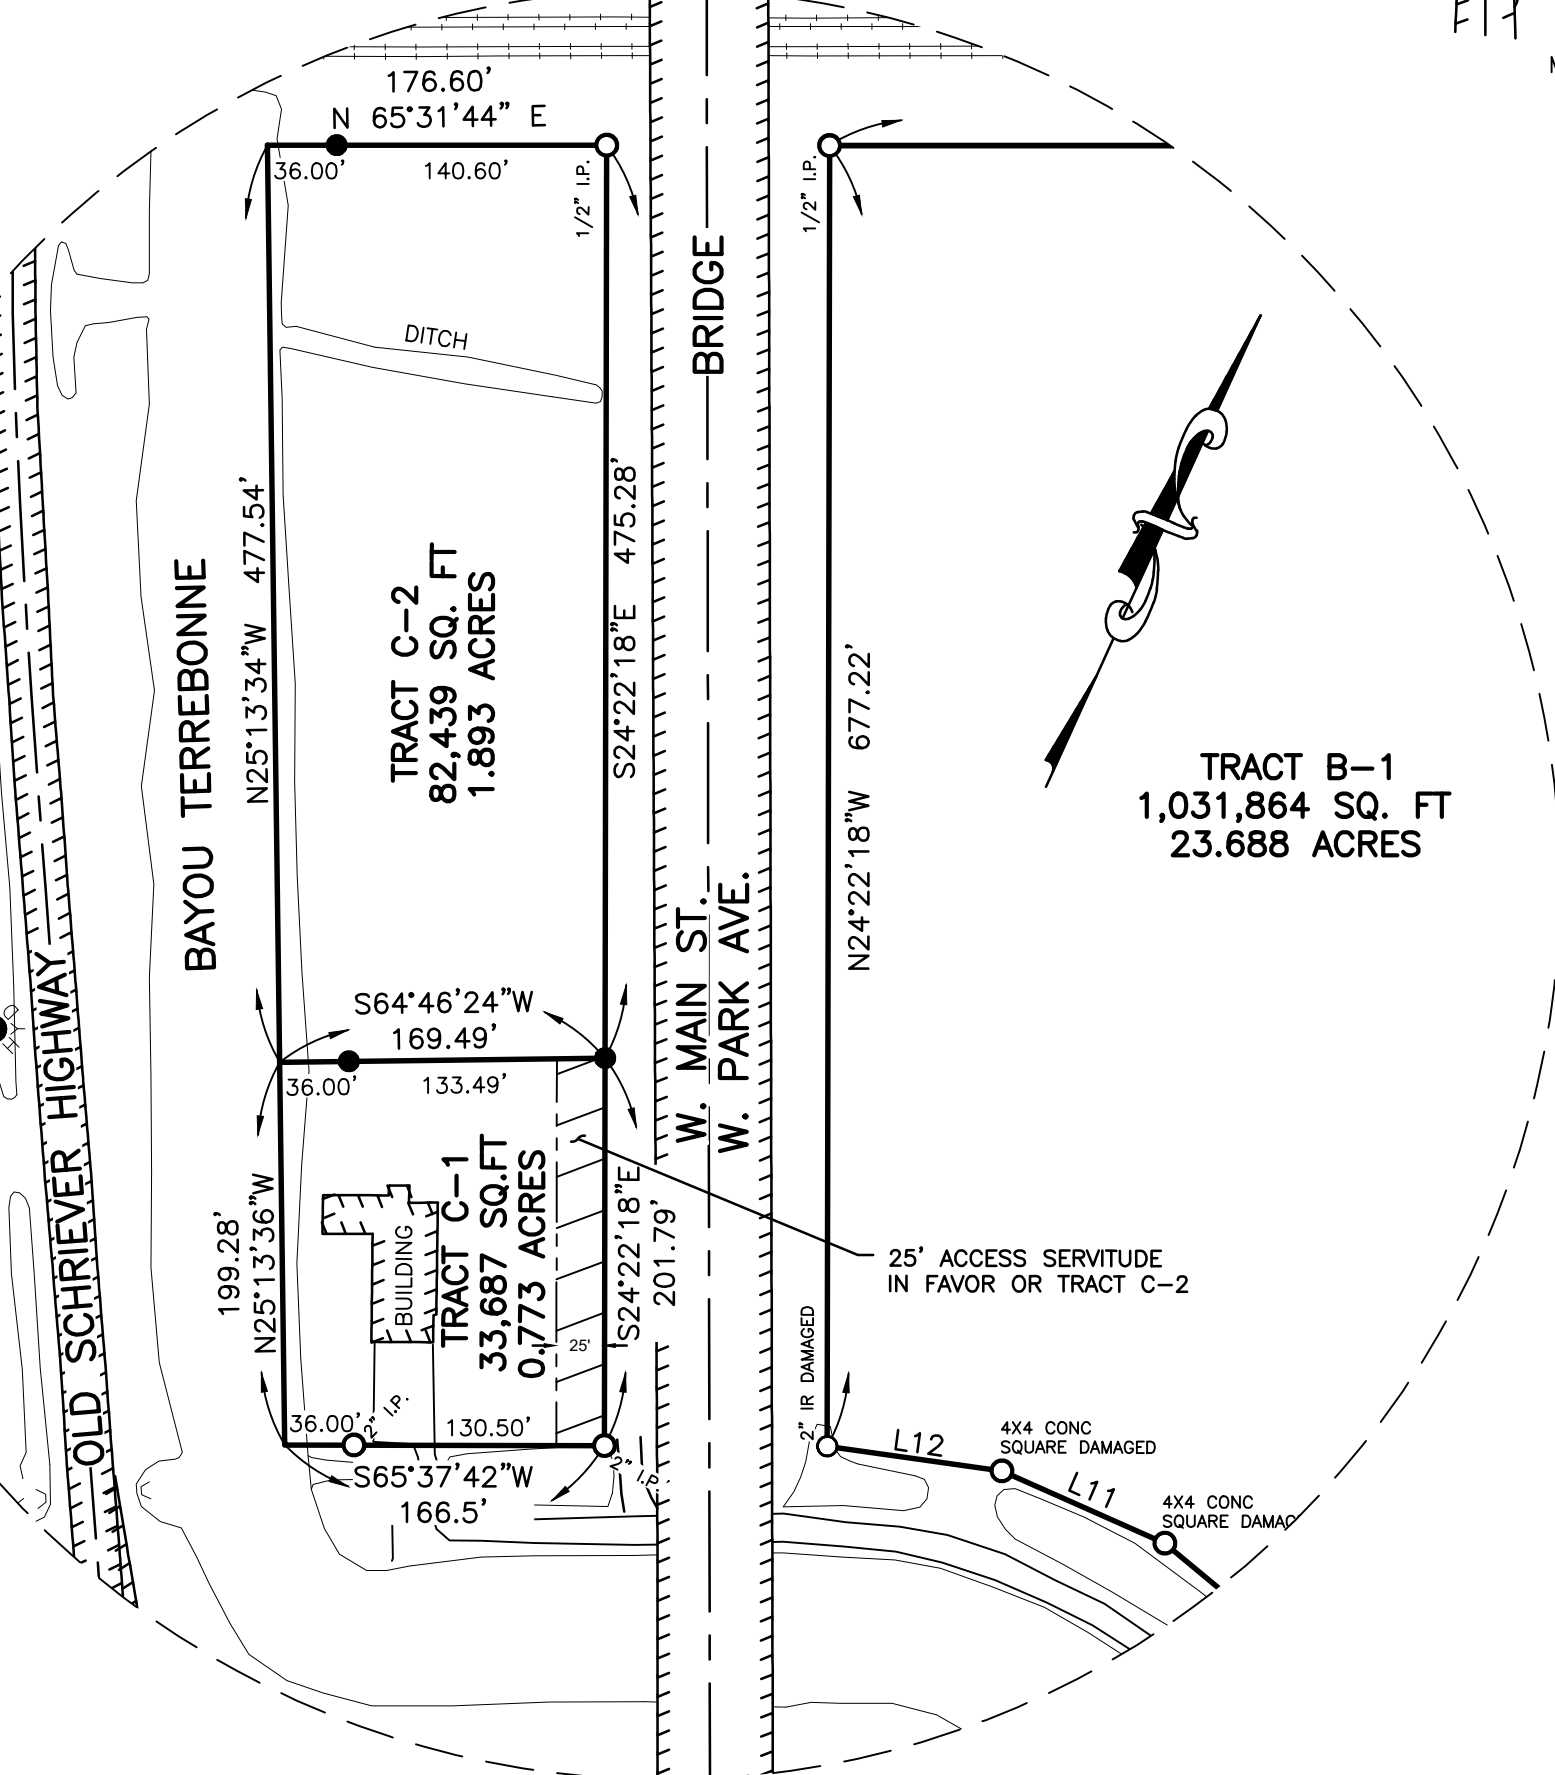 176.60'
N 65°31'44" E
36.00'
140.60'
1/2" I.P.
1/2" I.P.
BRIDGE
DITCH
N25°13'34"W 477.54'
S24°22'18"E 475.28'
BAYOU TERREBONNE
TRACT C-2
82,439 SQ. FT
1.893 ACRES
N24°22'18"W 677.22'
TRACT B-1
1,031,864 SQ. FT
23.688 ACRES
W. MAIN ST.
W. PARK AVE.
OLD SCHRIEVER HIGHWAY
HYD
S64°46'24"W
169.49'
36.00'
133.49'
199.28'
N25°13'36"W
BUILDING
TRACT C-1
33,687 SQ.FT
0.773 ACRES
25'
S24°22'18"E
201.79'
25' ACCESS SERVITUDE
IN FAVOR OR TRACT C-2
36.00'
2" I.P.
130.50'
2" I.P.
S65°37'42"W
166.5'
2" IR DAMAGED
L12
4X4 CONC
SQUARE DAMAGED
L11
4X4 CONC
SQUARE DAMAG